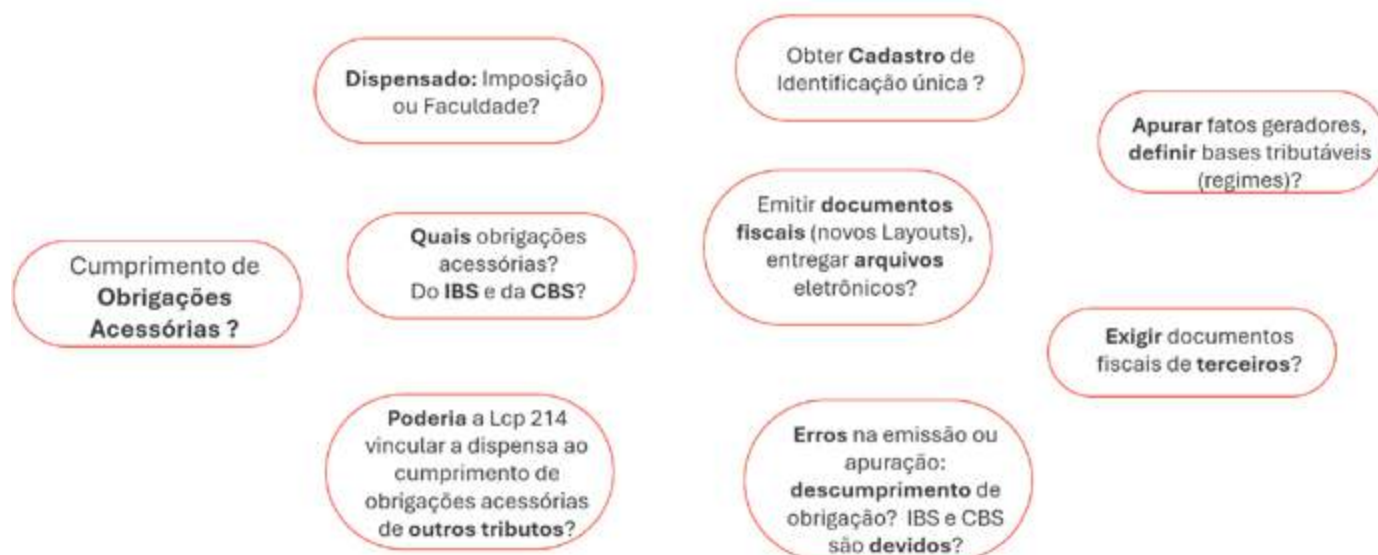 Cumprimento de
Obrigações
Acessórias ?
Dispensado: Imposição
ou Faculdade?
Quais obrigações
acessórias?
Do IBS e da CBS?
Poderia a Lcp 214
vincular a dispensa ao
cumprimento de
obrigações acessórias
de outros tributos?
Obter Cadastro de
Identificação única ?
Emitir documentos
fiscais (novos Layouts),
entregar arquivos
eletrônicos?
Erros na emissão ou
apuração:
descumprimento de
obrigação? IBS e CBS
são devidos?
Apurar fatos geradores,
definir bases tributáveis
(regimes)?
Exigir documentos
fiscais de terceiros?